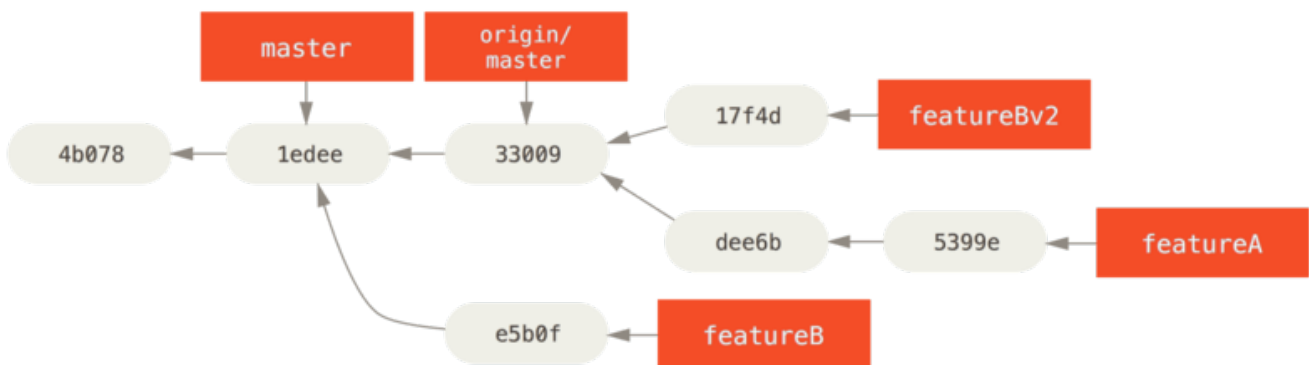 master
origin/
master
17f4d
featureBv2
4b078
1edee
33009
dee6b
5399e
featureA
e5b0f
featureB